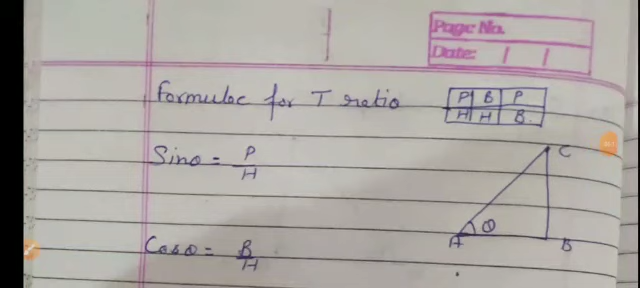 Page No.
Date: / /
Formulae for T ratio
P B P
H H B
Sinθ = P/H
C
θ
A B
Cosθ = B/H